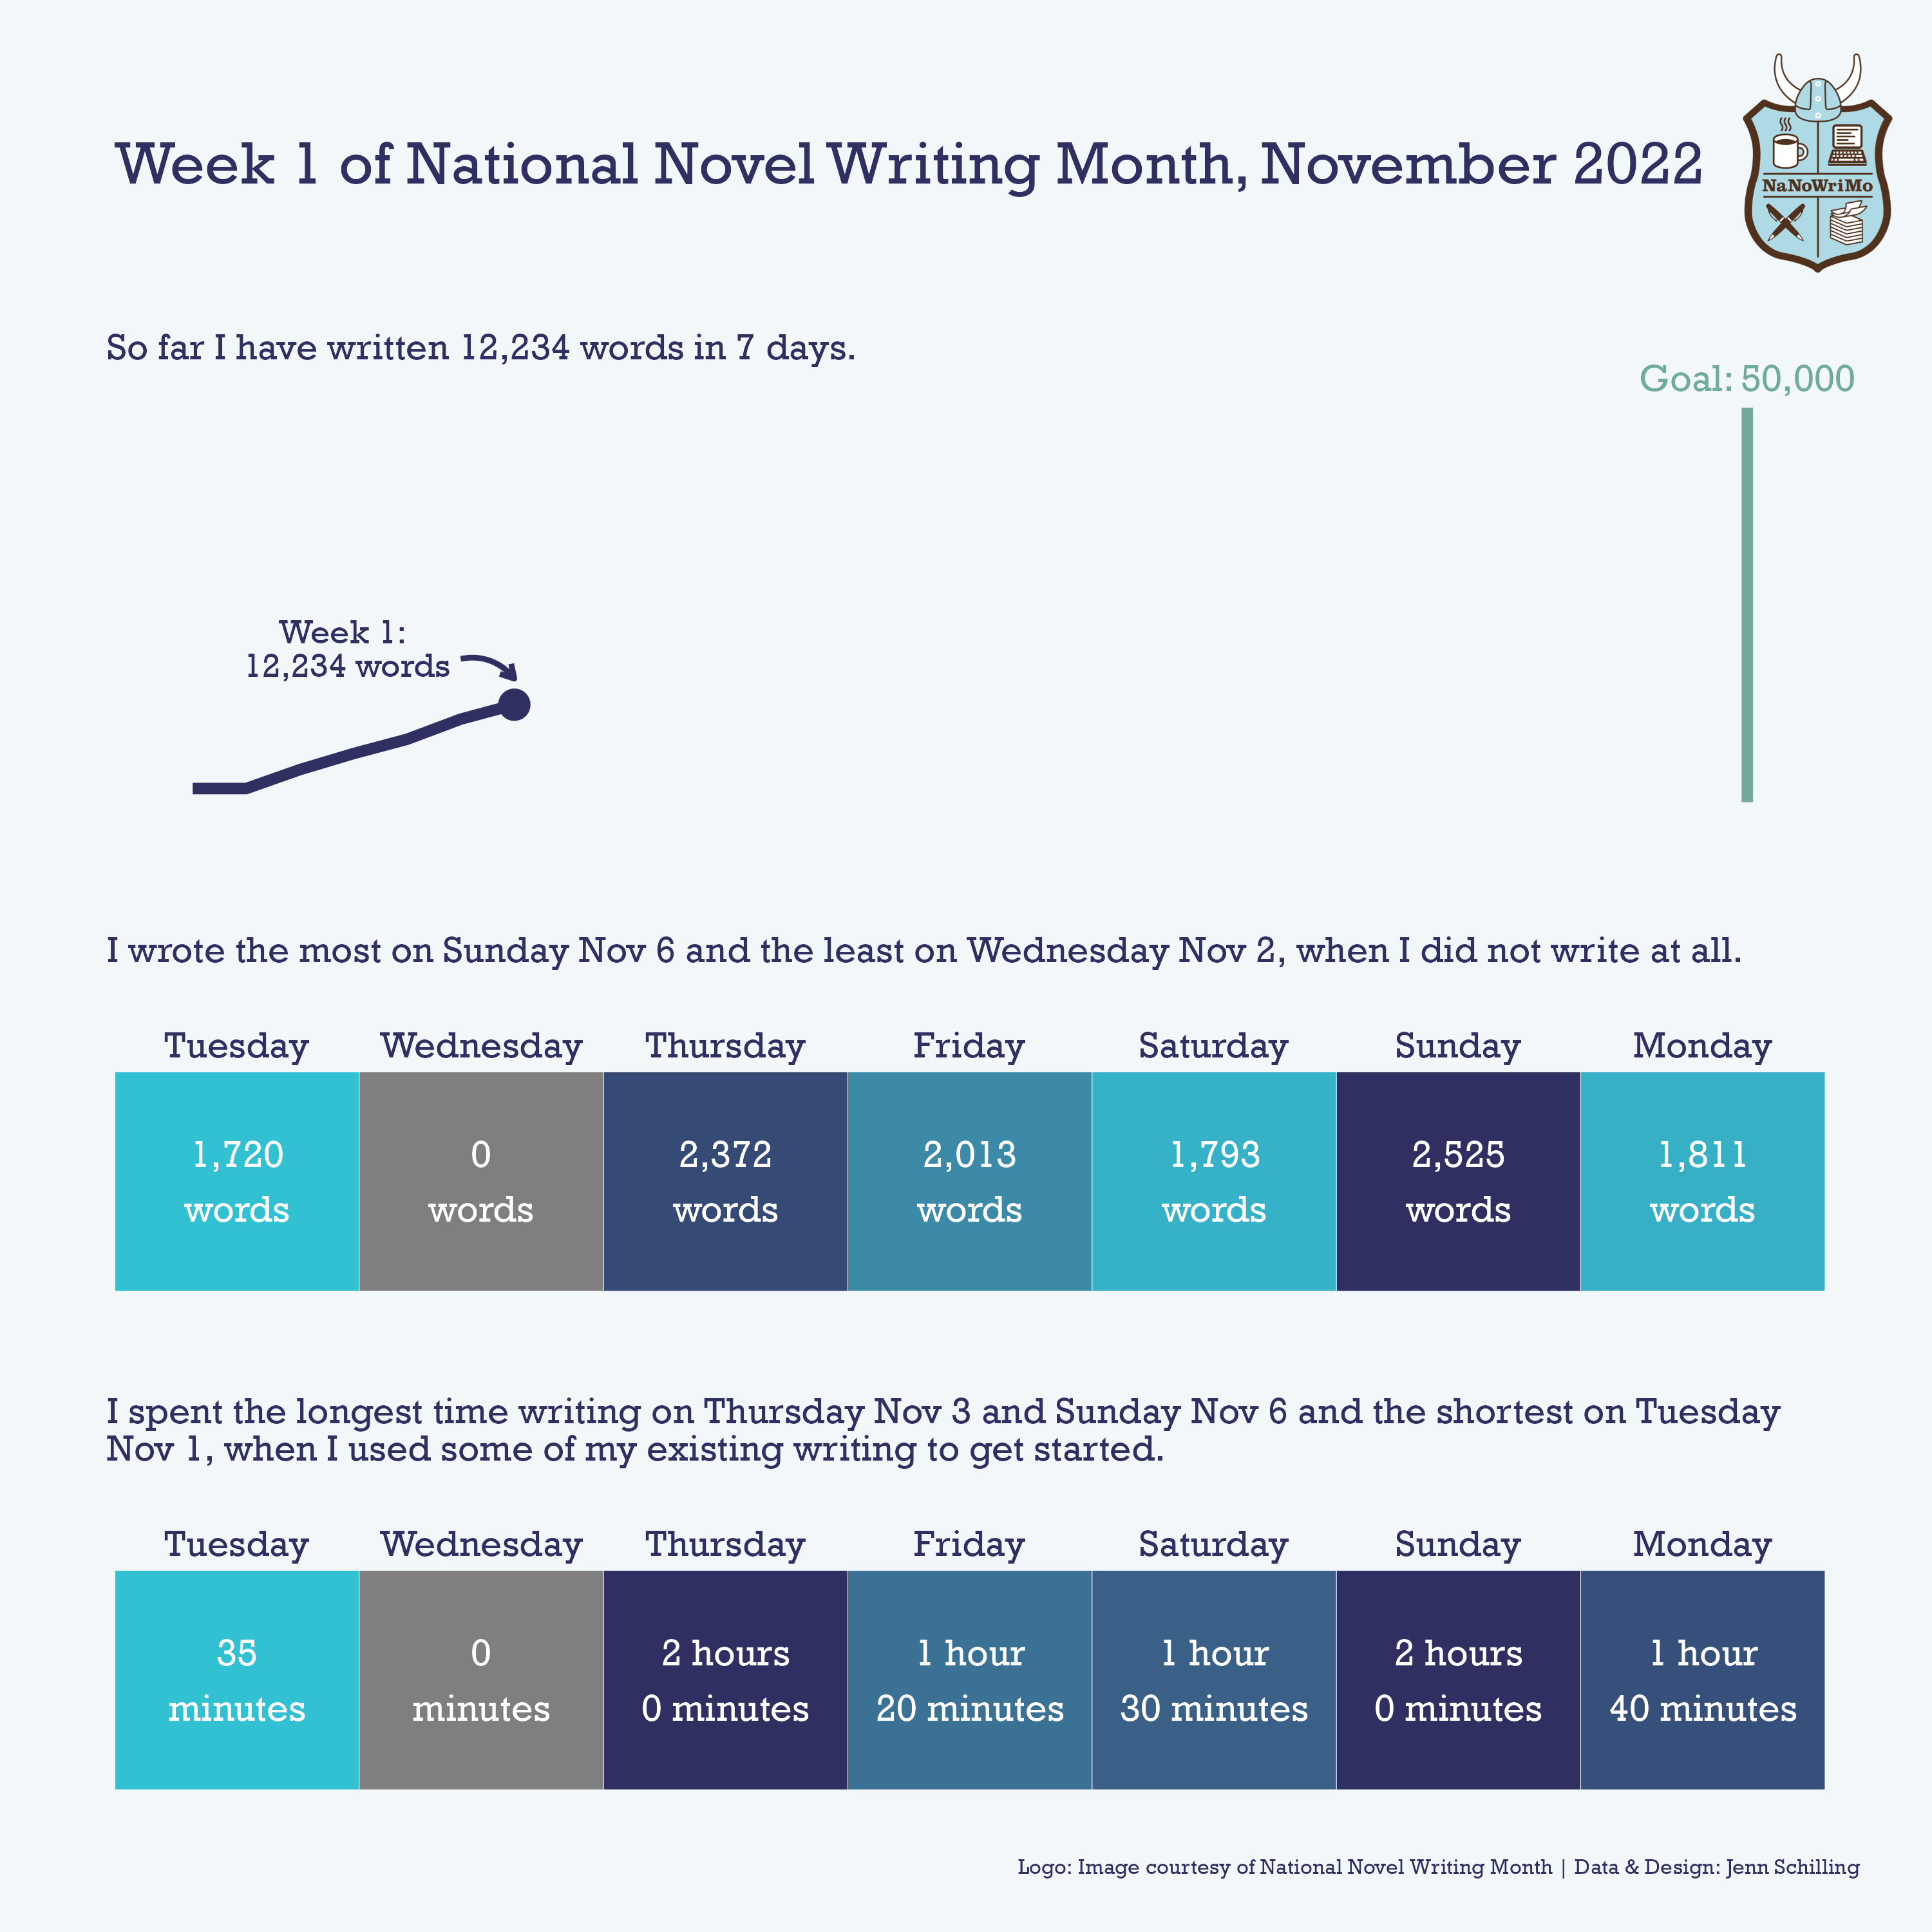 Week 1 of National Novel Writing Month, November 2022
NaNoWriMo
So far I have written 12,234 words in 7 days.
Goal: 50,000
Week 1:
12,234 words
I wrote the most on Sunday Nov 6 and the least on Wednesday Nov 2, when I did not write at all.
Tuesday Wednesday Thursday Friday Saturday Sunday Monday
1,720 0 2,372 2,013 1,793 2,525 1,811
words words words words words words words
I spent the longest time writing on Thursday Nov 3 and Sunday Nov 6 and the shortest on Tuesday
Nov 1, when I used some of my existing writing to get started.
Tuesday Wednesday Thursday Friday Saturday Sunday Monday
35 0 2 hours 1 hour 1 hour 2 hours 1 hour
minutes minutes 0 minutes 20 minutes 30 minutes 0 minutes 40 minutes
Logo: Image courtesy of National Novel Writing Month | Data & Design: Jenn Schilling